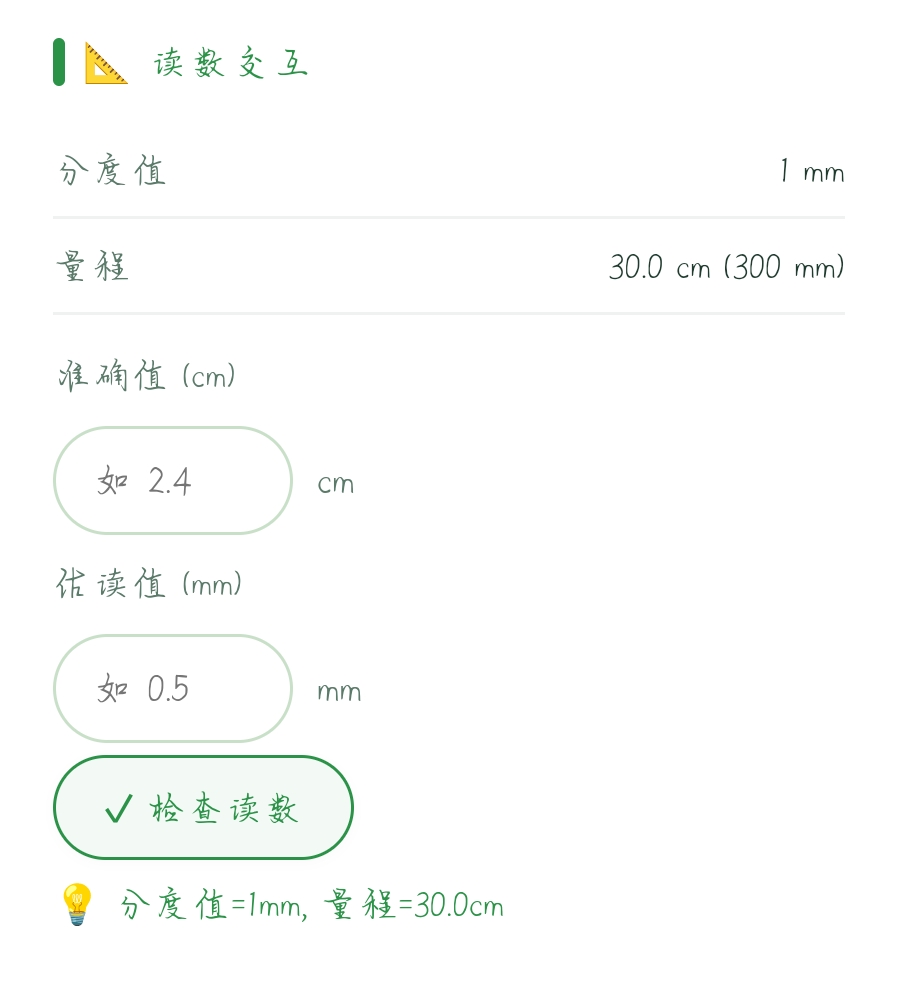 读数交互
分度值 1 mm
量程 30.0 cm (300 mm)
准确值 (cm)
如 2.4 cm
估读值 (mm)
如 0.5 mm
✓ 检查读数
分度值=1mm, 量程=30.0cm